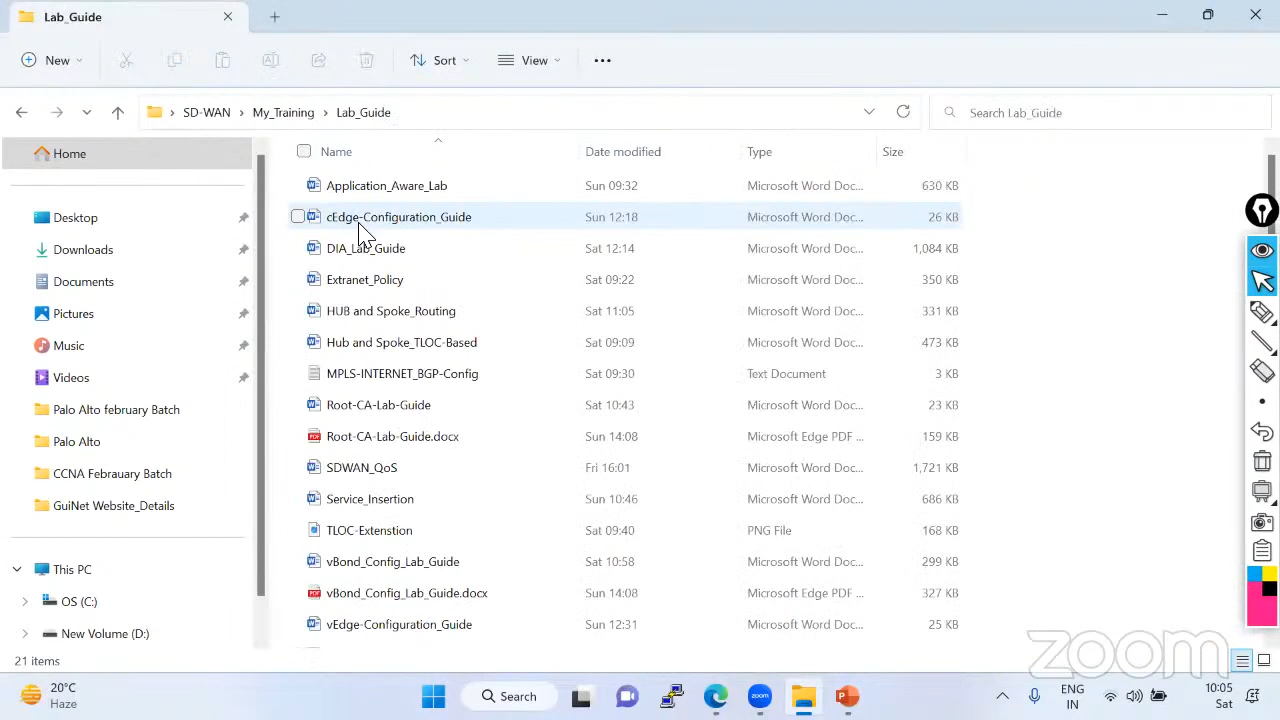 Lab_Guide
New
Sort
View
SD-WAN > My_Training > Lab_Guide
Search Lab_Guide
Home
Desktop
Downloads
Documents
Pictures
Music
Videos
Palo Alto february Batch
Palo Alto
CCNA Febrauary Batch
GuiNet Website_Details
This PC
OS (C:)
New Volume (D:)
Name Date modified Type Size
Application_Aware_Lab Sun 09:32 Microsoft Word Doc... 630 KB
cEdge-Configuration_Guide Sun 12:18 Microsoft Word Doc... 26 KB
DIA_Lab_Guide Sat 12:14 Microsoft Word Doc... 1,084 KB
Extranet_Policy Sat 09:22 Microsoft Word Doc... 350 KB
HUB and Spoke_Routing Sat 11:05 Microsoft Word Doc... 331 KB
Hub and Spoke_TLOC-Based Sat 09:09 Microsoft Word Doc... 473 KB
MPLS-INTERNET_BGP-Config Sat 09:30 Text Document 3 KB
Root-CA-Lab-Guide Sat 10:43 Microsoft Word Doc... 23 KB
Root-CA-Lab-Guide.docx Sun 14:08 Microsoft Edge PDF ... 159 KB
SDWAN_QoS Fri 16:01 Microsoft Word Doc... 1,721 KB
Service_Insertion Sun 10:46 Microsoft Word Doc... 686 KB
TLOC-Extenstion Sat 09:40 PNG File 168 KB
vBond_Config_Lab_Guide Sat 10:58 Microsoft Word Doc... 299 KB
vBond_Config_Lab_Guide.docx Sun 14:08 Microsoft Edge PDF ... 327 KB
vEdge-Configuration_Guide Sun 12:31 Microsoft Word Doc... 25 KB
21 items
zoom
20°C
Haze
Search
zoom
ENG
IN
10:05
Sat